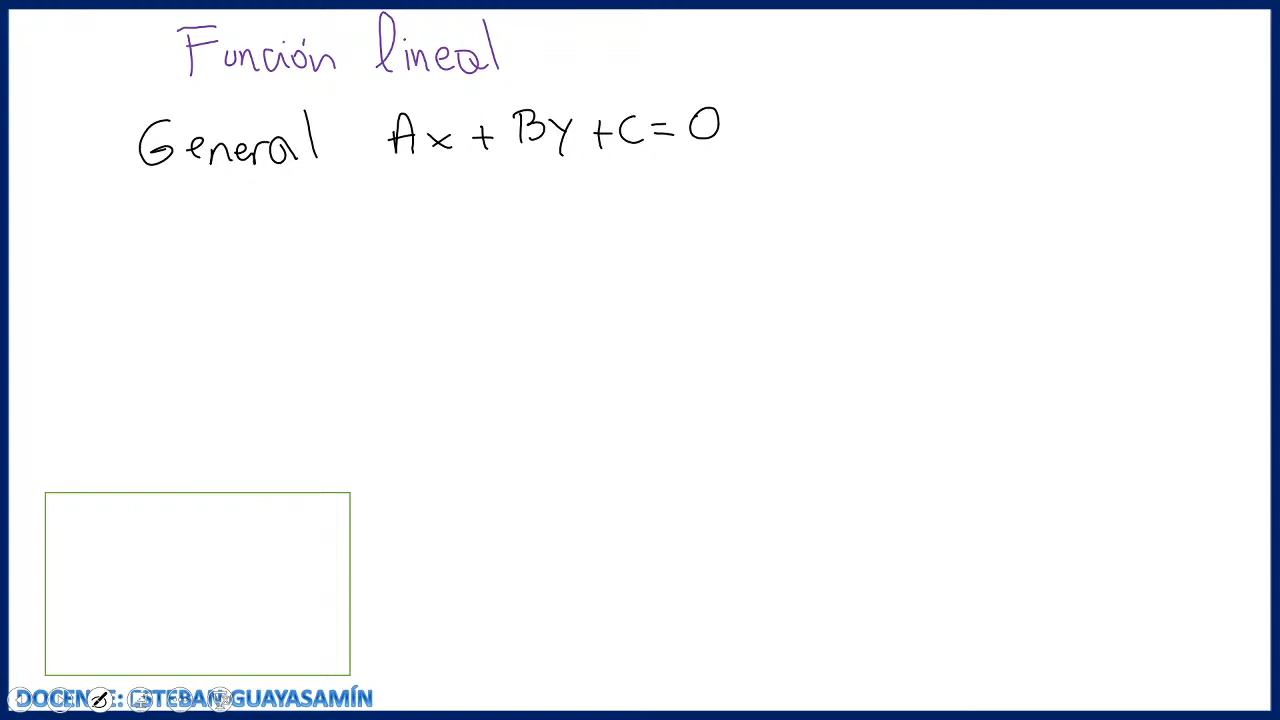 Función lineal
General Ax + By + C = 0
DOCENTE: ESTEBAN GUAYASAMÍN